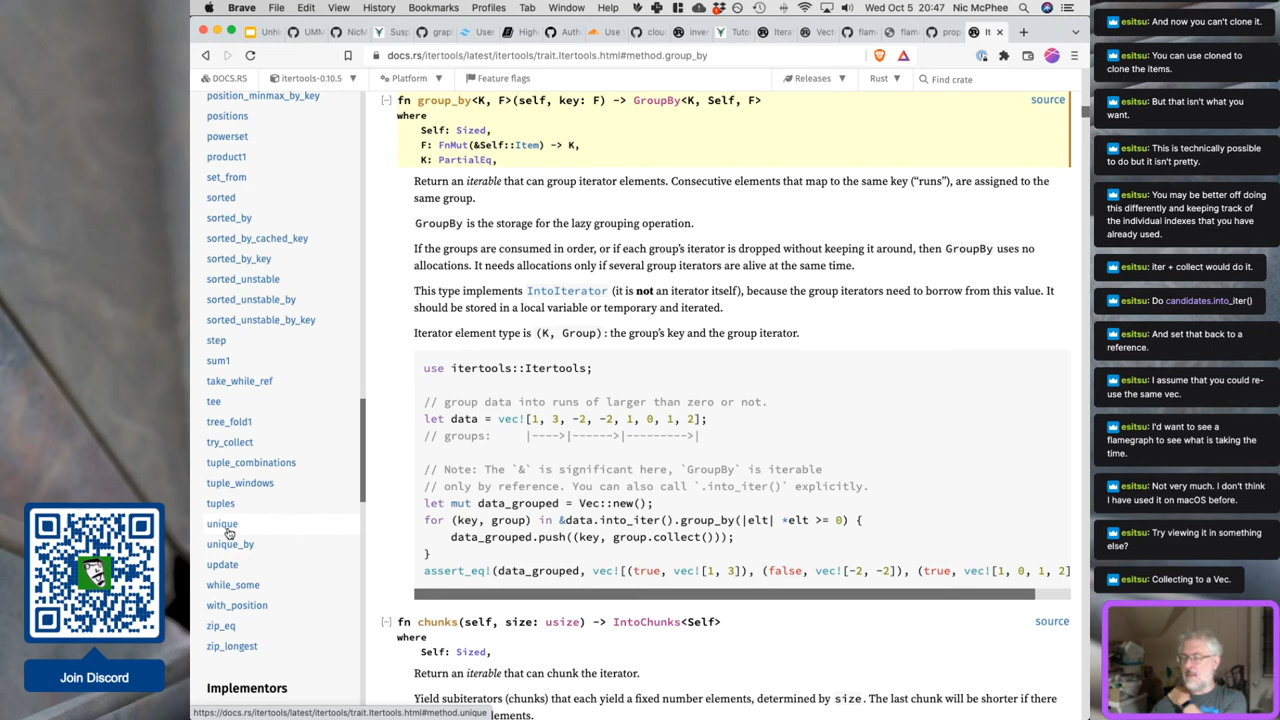 Brave File Edit View History Bookmarks Profiles Tab Window Help Wed Oct 5 20:47 Nic McPhee
Unhi UMM NicM Susp grap User High Auth Use clou inver Tuto Itera Vect flam flame prop It
docs.rs/itertools/latest/itertools/trait.Itertools.html#method.group_by
DOCS.RS itertools-0.10.5 Platform Feature flags Releases Rust Find crate
position_minmax_by_key
positions
powerset
product1
set_from
sorted
sorted_by
sorted_by_cached_key
sorted_by_key
sorted_unstable
sorted_unstable_by
sorted_unstable_by_key
step
sum1
take_while_ref
tee
tree_fold1
try_collect
tuple_combinations
tuple_windows
tuples
unique
unique_by
update
while_some
with_position
zip_eq
zip_longest
Implementors
https://docs.rs/itertools/latest/itertools/trait.Itertools.html#method.unique
[-] fn group_by<K, F>(self, key: F) -> GroupBy<K, Self, F> source
where
Self: Sized,
F: FnMut(&Self::Item) -> K,
K: PartialEq,
Return an iterable that can group iterator elements. Consecutive elements that map to the same key (“runs”), are assigned to the
same group.
GroupBy is the storage for the lazy grouping operation.
If the groups are consumed in order, or if each group’s iterator is dropped without keeping it around, then GroupBy uses no
allocations. It needs allocations only if several group iterators are alive at the same time.
This type implements IntoIterator (it is not an iterator itself), because the group iterators need to borrow from this value. It
should be stored in a local variable or temporary and iterated.
Iterator element type is (K, Group): the group’s key and the group iterator.
use itertools::Itertools;
// group data into runs of larger than zero or not.
let data = vec![1, 3, -2, -2, 1, 0, 1, 2];
// groups: |---->|------>|--------->|
// Note: The `&` is significant here, `GroupBy` is iterable
// only by reference. You can also call `.into_iter()` explicitly.
let mut data_grouped = Vec::new();
for (key, group) in &data.into_iter().group_by(|elt| *elt >= 0) {
data_grouped.push((key, group.collect()));
}
assert_eq!(data_grouped, vec![(true, vec![1, 3]), (false, vec![-2, -2]), (true, vec![1, 0, 1, 2]
[-] fn chunks(self, size: usize) -> IntoChunks<Self> source
where
Self: Sized,
Return an iterable that can chunk the iterator.
Yield subiterators (chunks) that each yield a fixed number elements, determined by size. The last chunk will be shorter if there
elements.
esitsu: And now you can't clone it.
esitsu: You can use cloned to
clone the items.
esitsu: But that isn't what you
want.
esitsu: This is technically possible
to do but it isn't pretty.
esitsu: You may be better off doing
this differently and keeping track of
the individual indexes that you have
already used.
esitsu: iter + collect would do it.
esitsu: Do candidates.into_iter()
esitsu: And set that back to a
reference.
esitsu: I assume that you could re-
use the same vec.
esitsu: I'd want to see a
flamegraph to see what is taking the
time.
esitsu: Not very much. I don't think
I have used it on macOS before.
esitsu: Try viewing it in something
else?
esitsu: Collecting to a Vec.
Join Discord